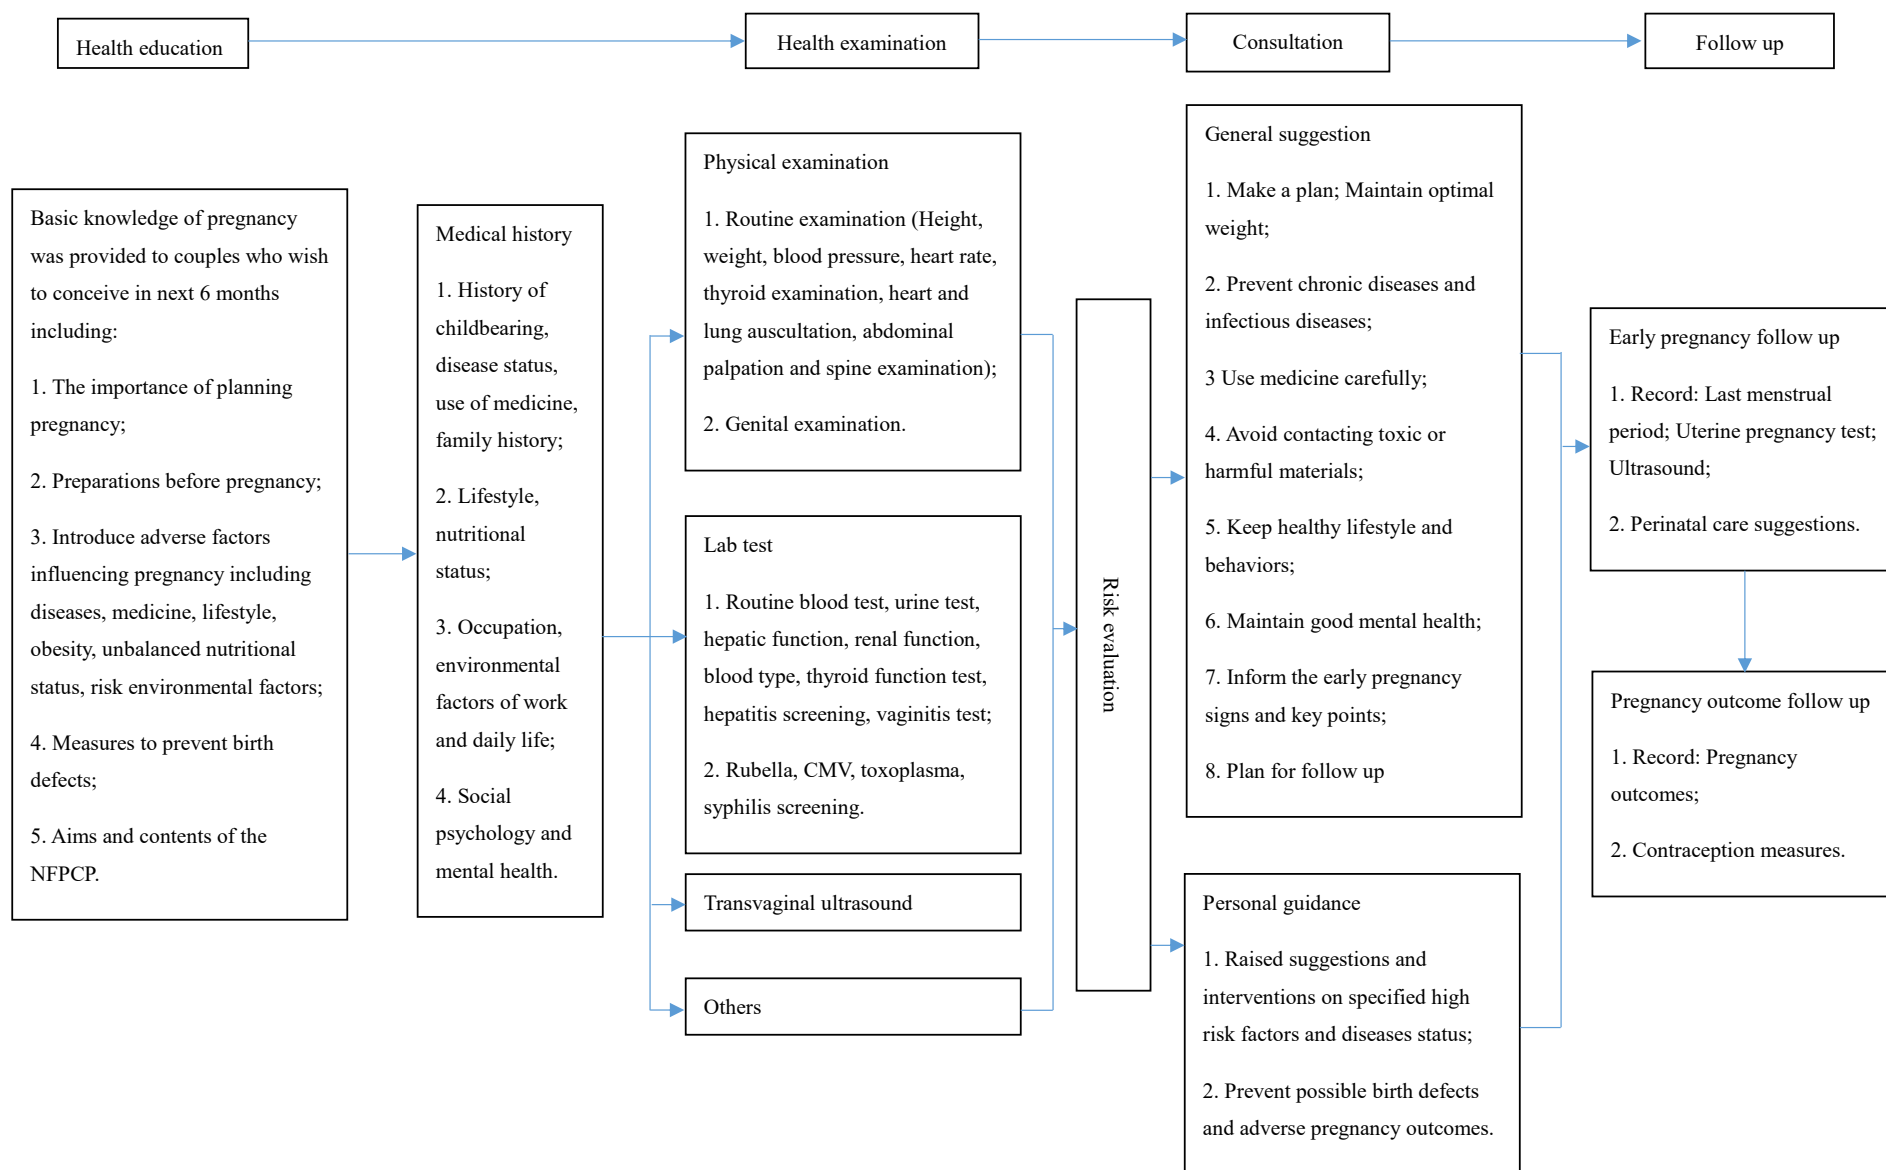 Health education
Health examination
Consultation
Follow up
Basic knowledge of pregnancy
was provided to couples who wish
to conceive in next 6 months
including:
1. The importance of planning
pregnancy;
2. Preparations before pregnancy;
3. Introduce adverse factors
influencing pregnancy including
diseases, medicine, lifestyle,
obesity, unbalanced nutritional
status, risk environmental factors;
4. Measures to prevent birth
defects;
5. Aims and contents of the
NFPCP.
Medical history
1. History of
childbearing,
disease status,
use of medicine,
family history;
2. Lifestyle,
nutritional
status;
3. Occupation,
environmental
factors of work
and daily life;
4. Social
psychology and
mental health.
Physical examination
1. Routine examination (Height,
weight, blood pressure, heart rate,
thyroid examination, heart and
lung auscultation, abdominal
palpation and spine examination);
2. Genital examination.
Lab test
1. Routine blood test, urine test,
hepatic function, renal function,
blood type, thyroid function test,
hepatitis screening, vaginitis test;
2. Rubella, CMV, toxoplasma,
syphilis screening.
Transvaginal ultrasound
Others
Risk evaluation
General suggestion
1. Make a plan; Maintain optimal
weight;
2. Prevent chronic diseases and
infectious diseases;
3 Use medicine carefully;
4. Avoid contacting toxic or
harmful materials;
5. Keep healthy lifestyle and
behaviors;
6. Maintain good mental health;
7. Inform the early pregnancy
signs and key points;
8. Plan for follow up
Personal guidance
1. Raised suggestions and
interventions on specified high
risk factors and diseases status;
2. Prevent possible birth defects
and adverse pregnancy outcomes.
Early pregnancy follow up
1. Record: Last menstrual
period; Uterine pregnancy test;
Ultrasound;
2. Perinatal care suggestions.
Pregnancy outcome follow up
1. Record: Pregnancy
outcomes;
2. Contraception measures.